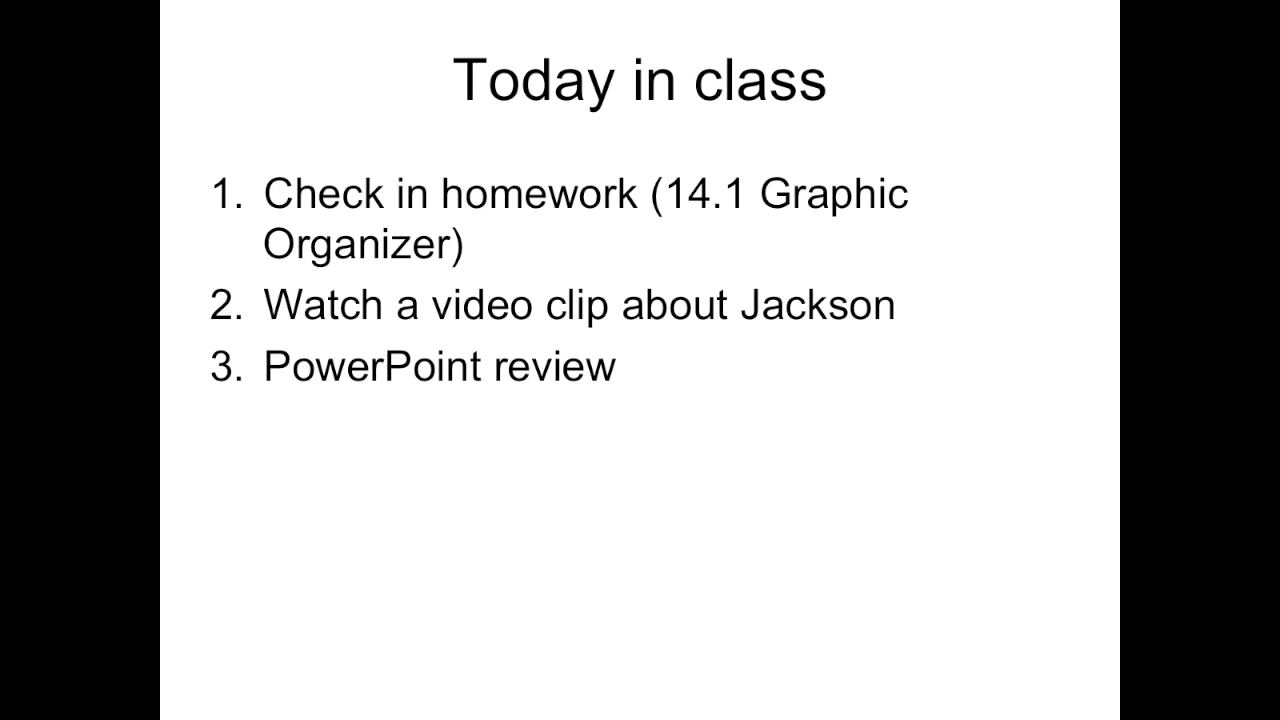 Today in class
1. Check in homework (14.1 Graphic
Organizer)
2. Watch a video clip about Jackson
3. PowerPoint review